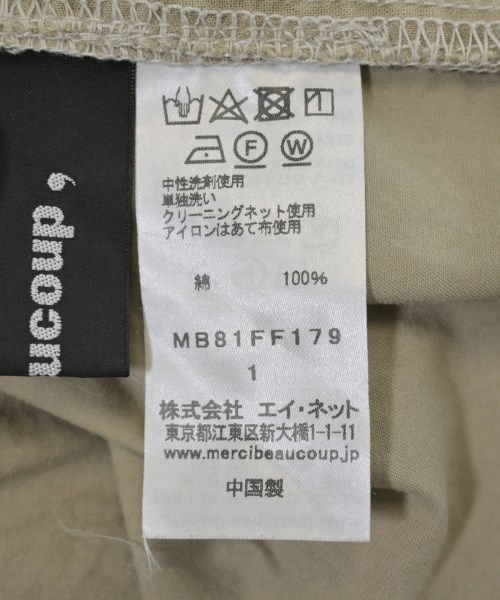 ucoup,
F W
中性洗剤使用
単独洗い
クリーニングネット使用
アイロンはあて布使用
綿 100%
MB81FF179
1
株式会社 エイ・ネット
東京都江東区新大橋1-1-11
www.mercibeaucoup.jp
中国製